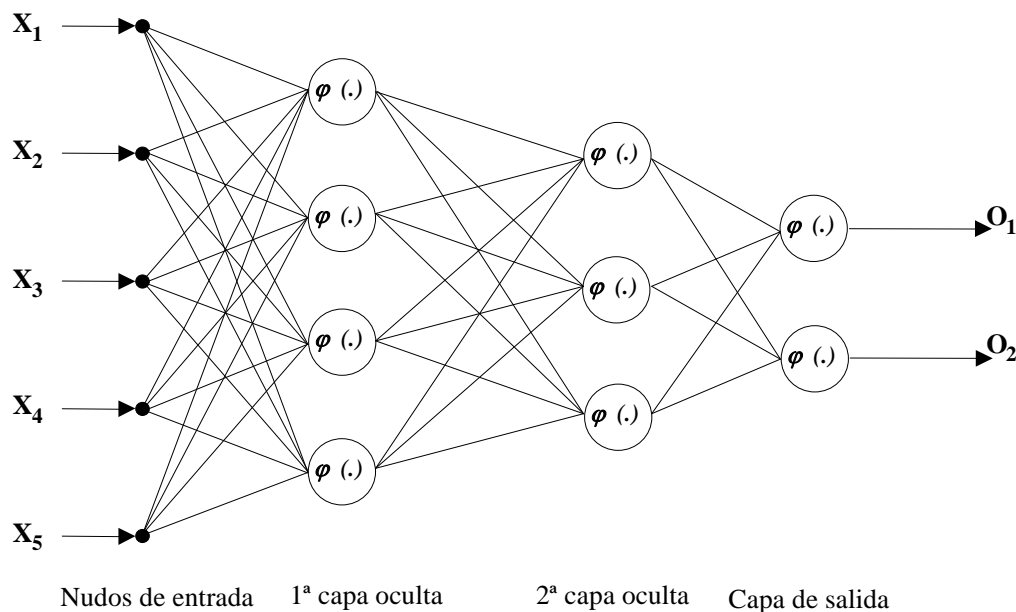 X1
φ (.)
X2
φ (.)
φ (.)
O1
X3
φ (.)
φ (.)
φ (.)
O2
φ (.)
X4
φ (.)
φ (.)
X5
Nudos de entrada 1ª capa oculta 2ª capa oculta Capa de salida